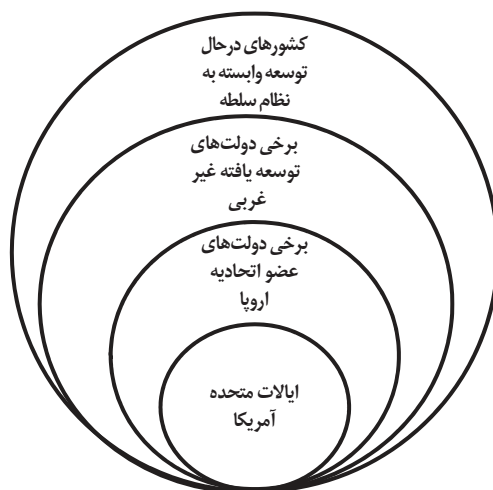 کشورهای درحال
توسعه وابسته به
نظام سلطه
برخی دولت‌های
توسعه یافته غیر
غربی
برخی دولت‌های
عضو اتحادیه
اروپا
ایالات متحده
آمریکا